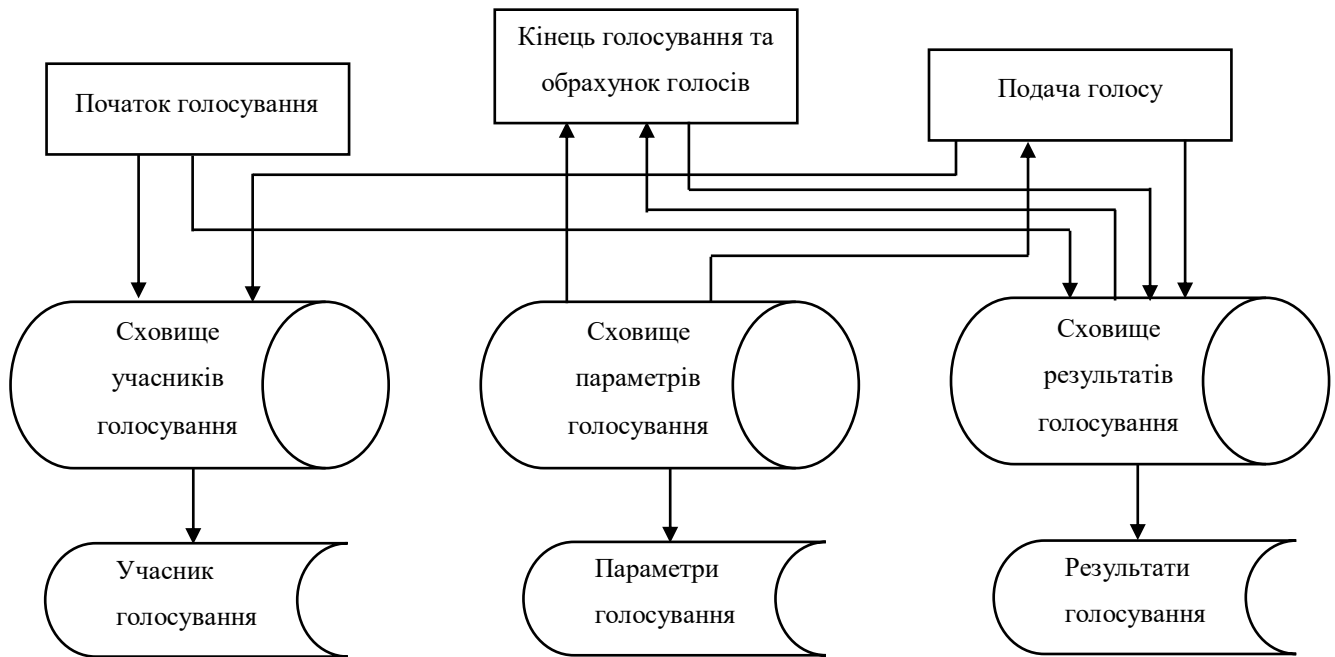 Початок голосування
Кінець голосування та
обрахунок голосів
Подача голосу
Сховище
учасників
голосування
Сховище
параметрів
голосування
Сховище
результатів
голосування
Учасник
голосування
Параметри
голосування
Результати
голосування